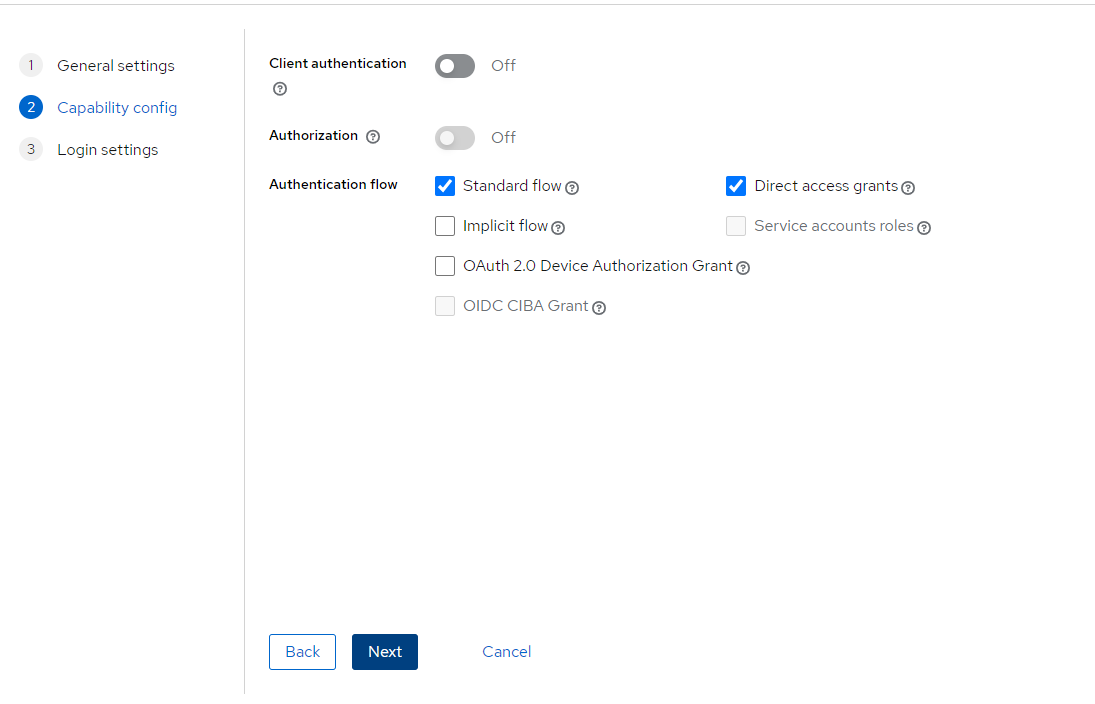 1 General settings
2 Capability config
3 Login settings
Client authentication
Off
Authorization
Off
Authentication flow
Standard flow
Direct access grants
Implicit flow
Service accounts roles
OAuth 2.0 Device Authorization Grant
OIDC CIBA Grant
Back Next Cancel